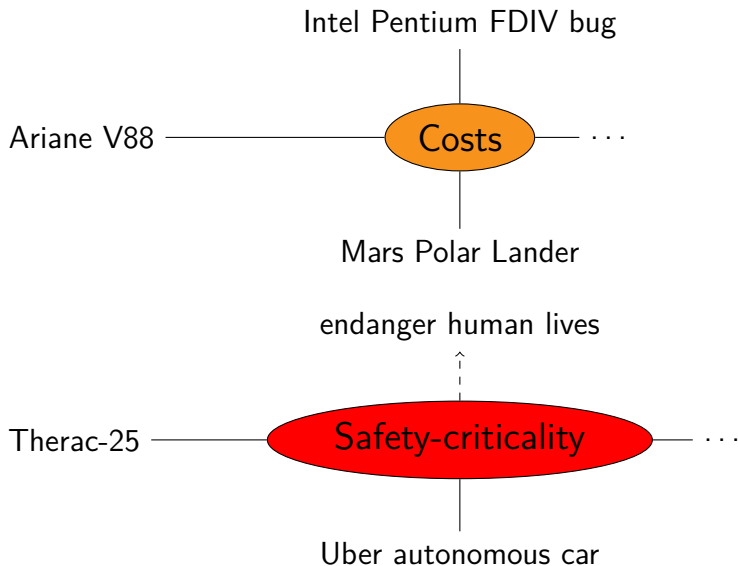 Intel Pentium FDIV bug
Ariane V88
Costs
...
Mars Polar Lander
endanger human lives
Therac-25
Safety-criticality
...
Uber autonomous car